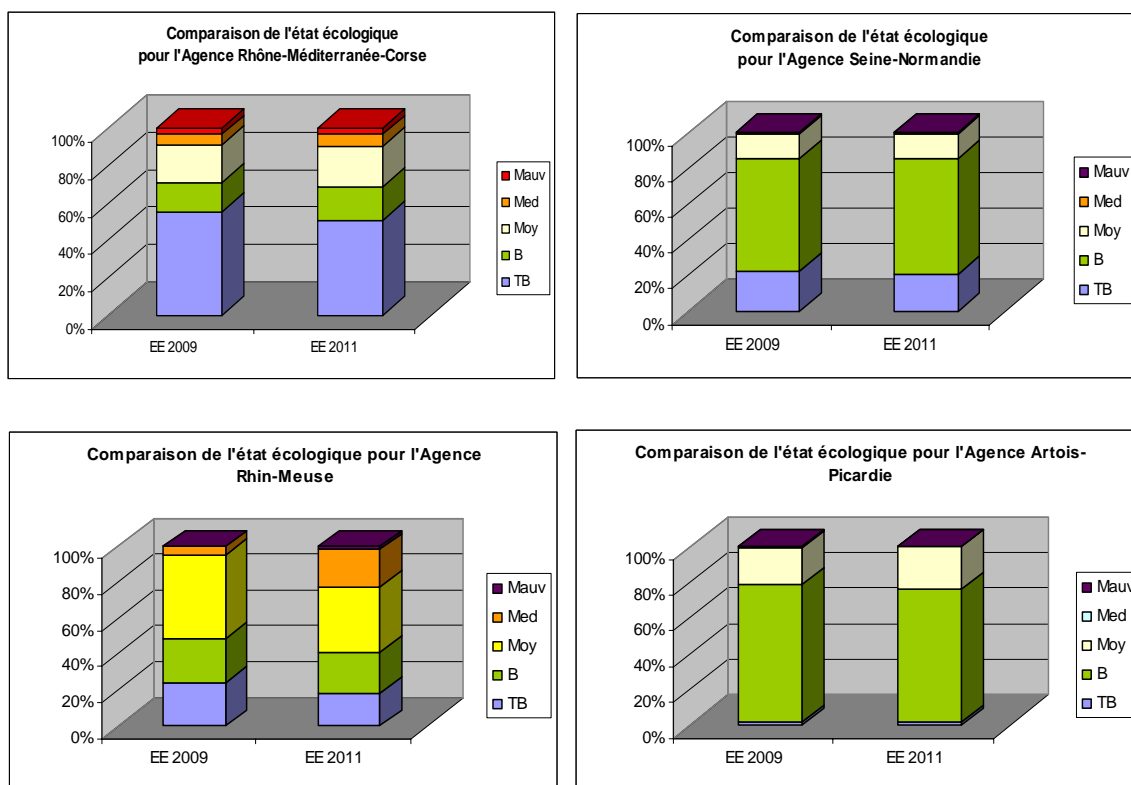 Comparaison de l'état écologique
pour l'Agence Rhône-Méditerranée-Corse
100%
80%
60%
40%
20%
0%
EE 2009
EE 2011
Mauv
Med
Moy
B
TB
Comparaison de l'état écologique
pour l'Agence Seine-Normandie
100%
80%
60%
40%
20%
0%
EE 2009
EE 2011
Mauv
Med
Moy
B
TB
Comparaison de l'état écologique pour l'Agence
Rhin-Meuse
100%
80%
60%
40%
20%
0%
EE 2009
EE 2011
Mauv
Med
Moy
B
TB
Comparaison de l'état écologique pour l'Agence Artois-
Picardie
100%
80%
60%
40%
20%
0%
EE 2009
EE 2011
Mauv
Med
Moy
B
TB